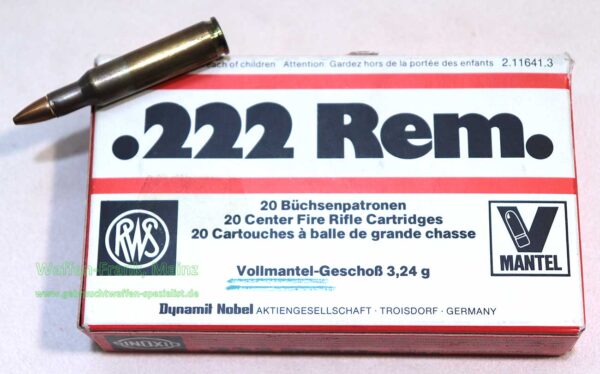 each of children Attention Gardez hors de la portée des enfants 2.11641.3
.222 Rem.
20 Büchsenpatronen
20 Center Fire Rifle Cartridges
20 Cartouches à balle de grande chasse
RWS
V
MANTEL
Vollmantel-Geschoß 3,24 g
Waffen-Frank, Mainz
www.gebrauchtwaffen-spezialist.de
Dynamit Nobel AKTIENGESELLSCHAFT · TROISDORF · GERMANY